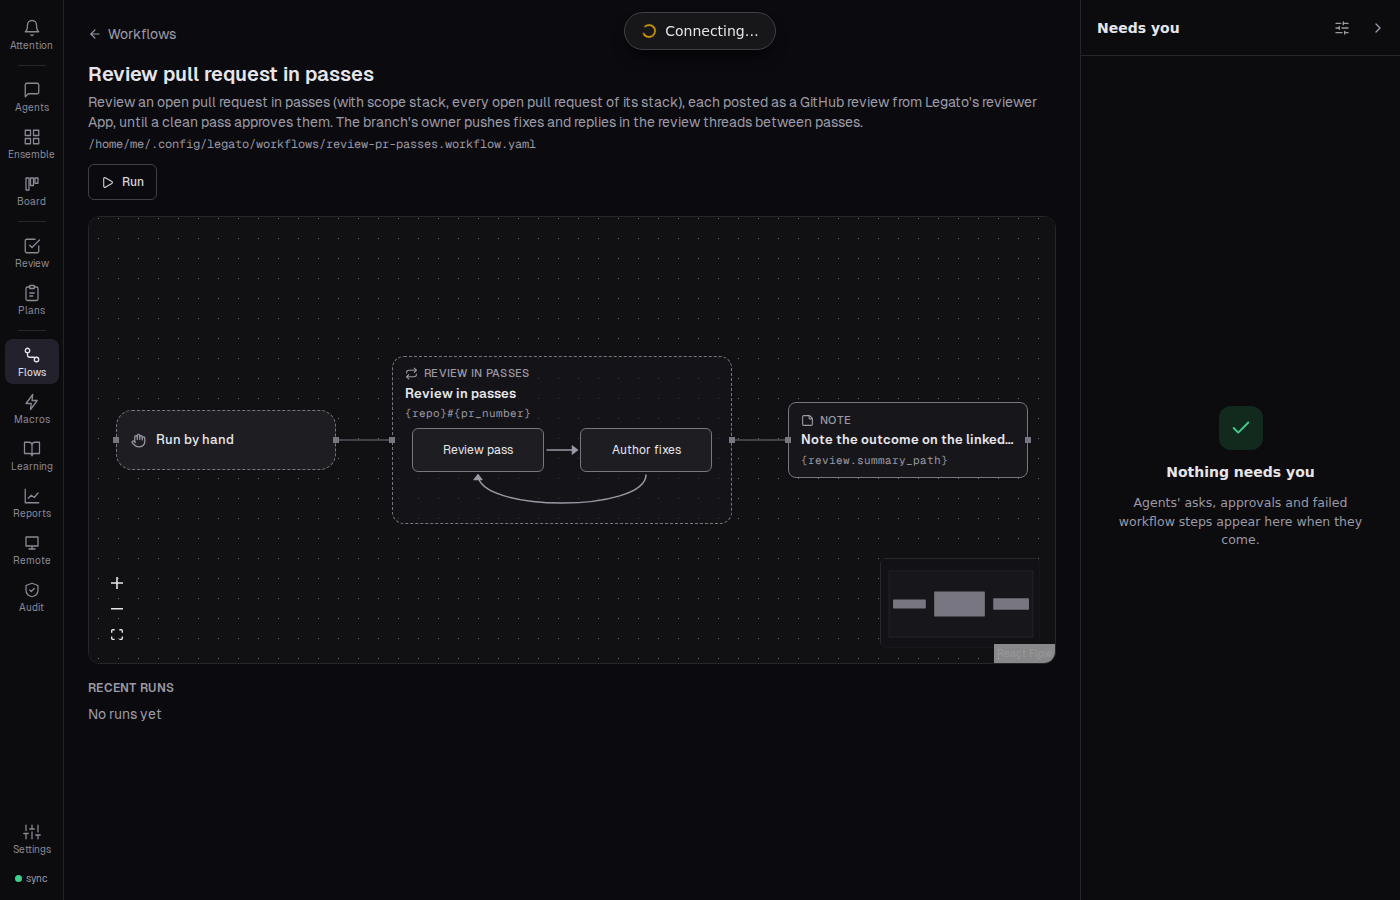 Attention
Agents
Ensemble
Board
Review
Plans
Flows
Macros
Learning
Reports
Remote
Audit
Settings
sync
Workflows
Connecting…
Review pull request in passes
Review an open pull request in passes (with scope stack, every open pull request of its stack), each posted as a GitHub review from Legato's reviewer
App, until a clean pass approves them. The branch's owner pushes fixes and replies in the review threads between passes.
/home/me/.config/legato/workflows/review-pr-passes.workflow.yaml
Run
Run by hand
REVIEW IN PASSES
Review in passes
{repo}#{pr_number}
Review pass
Author fixes
NOTE
Note the outcome on the linked…
{review.summary_path}
React Flow
RECENT RUNS
No runs yet
Needs you
Nothing needs you
Agents' asks, approvals and failed
workflow steps appear here when they
come.